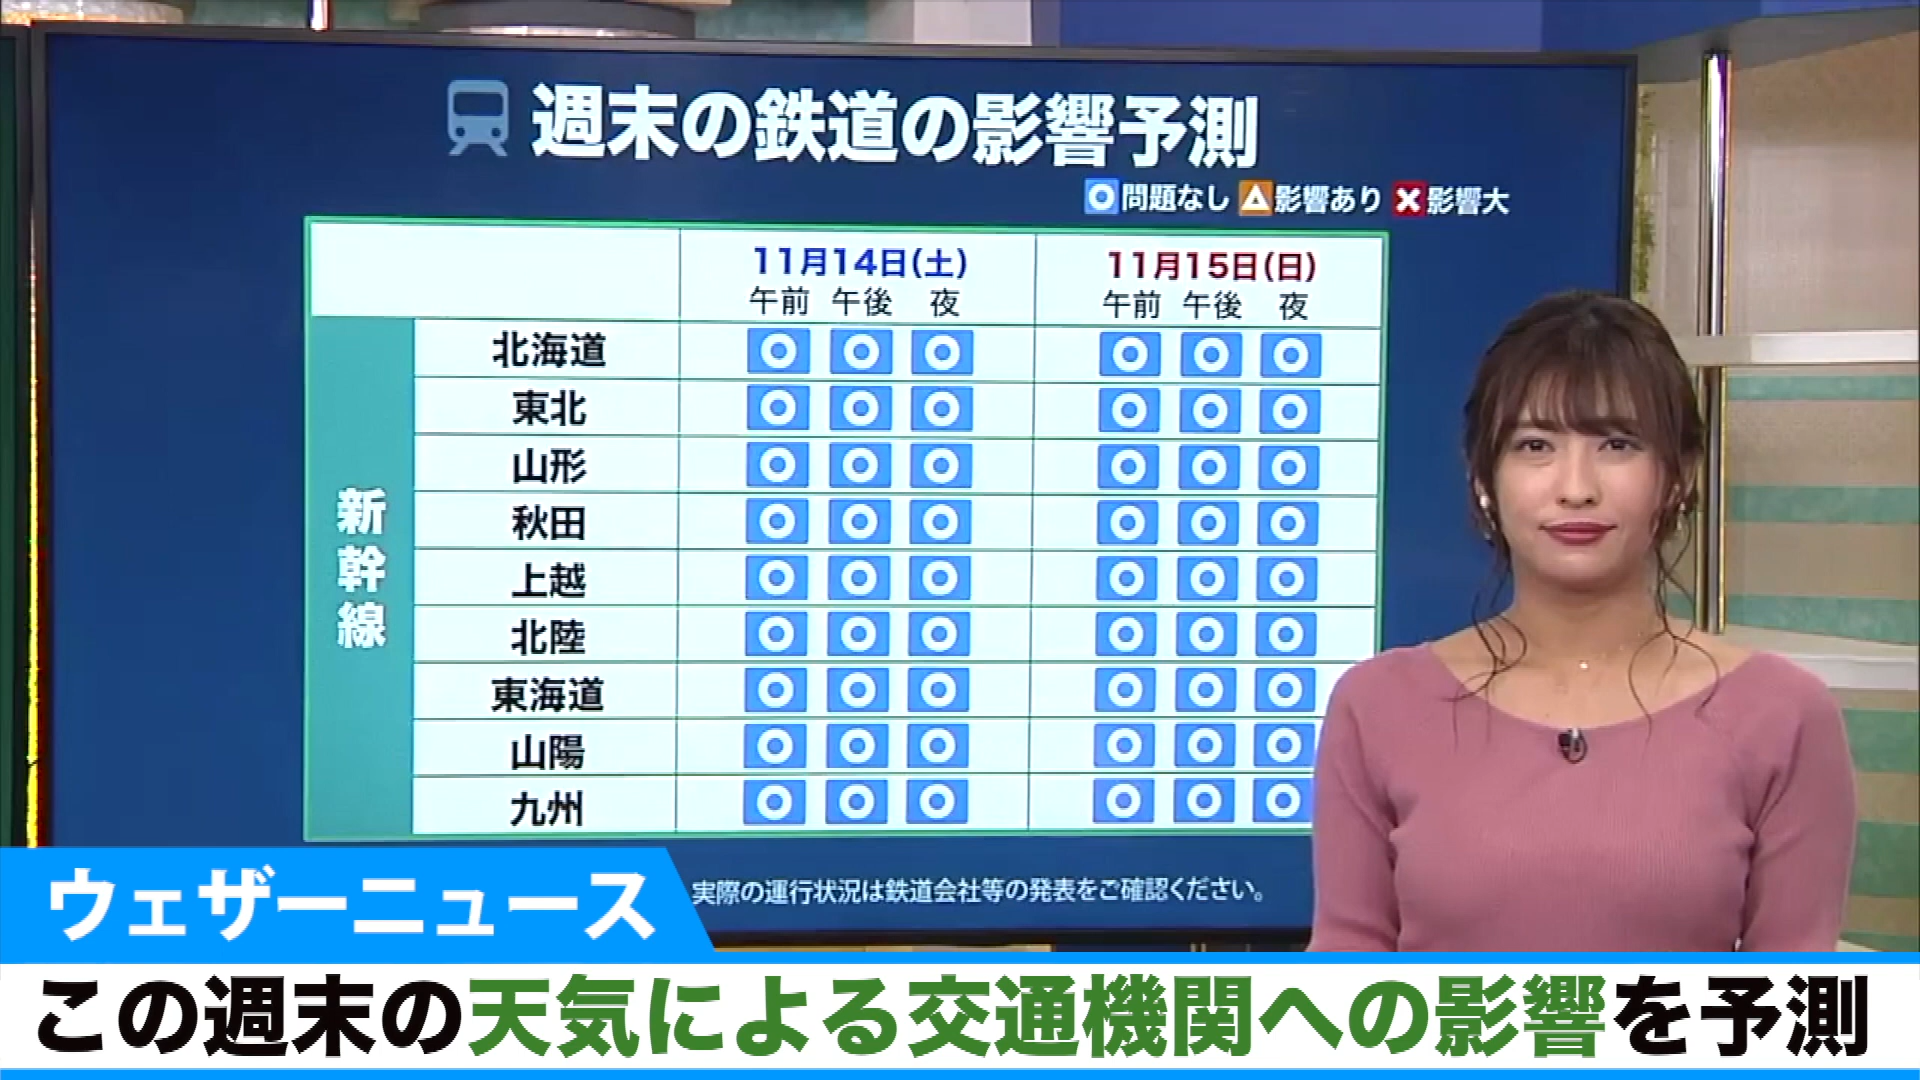 週末の鉄道の影響予測
○問題なし △影響あり ×影響大
11月14日(土) 11月15日(日)
午前 午後 夜 午前 午後 夜
新幹線
北海道 ○ ○ ○ ○ ○ ○
東北 ○ ○ ○ ○ ○ ○
山形 ○ ○ ○ ○ ○ ○
秋田 ○ ○ ○ ○ ○ ○
上越 ○ ○ ○ ○ ○ ○
北陸 ○ ○ ○ ○ ○ ○
東海道 ○ ○ ○ ○ ○ ○
山陽 ○ ○ ○ ○ ○ ○
九州 ○ ○ ○ ○ ○ ○
実際の運行状況は鉄道会社等の発表をご確認ください。
ウェザーニュース
この週末の天気による交通機関への影響を予測